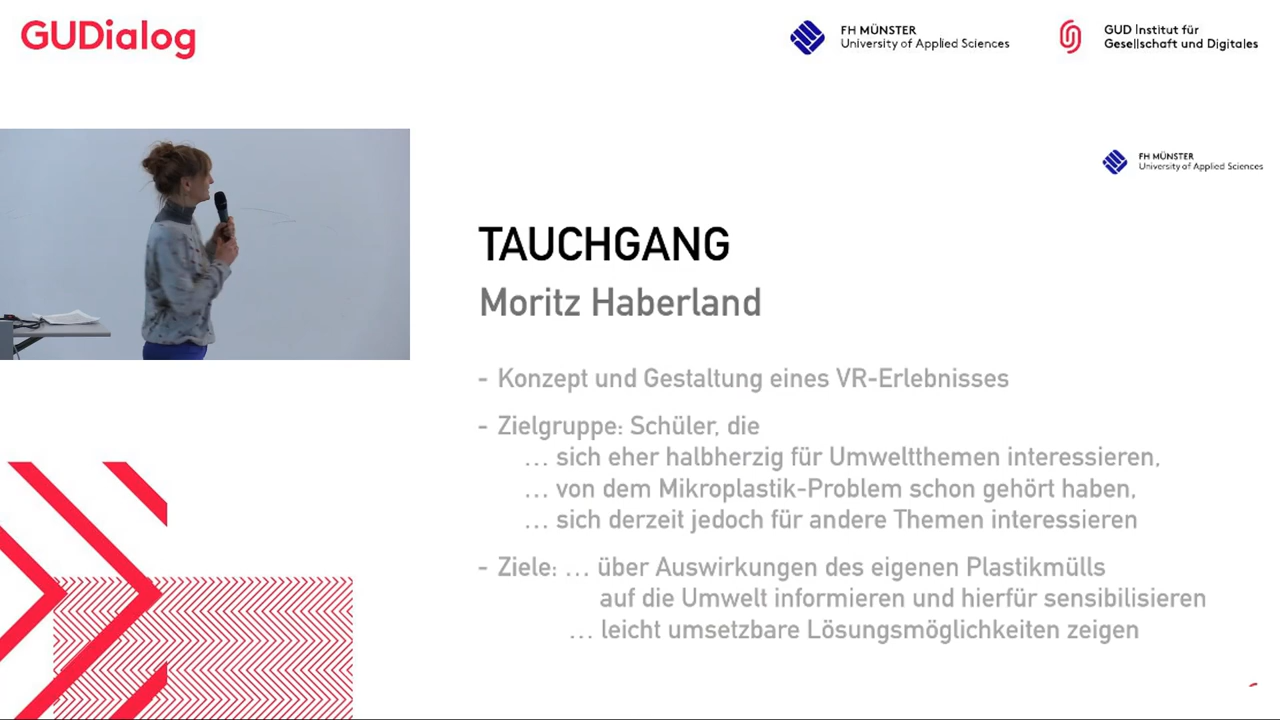 GUDialog
FH MÜNSTER
University of Applied Sciences
GUD Institut für
Gesellschaft und Digitales
FH MÜNSTER
University of Applied Sciences
TAUCHGANG
Moritz Haberland
- Konzept und Gestaltung eines VR-Erlebnisses
- Zielgruppe: Schüler, die
... sich eher halbherzig für Umweltthemen interessieren,
... von dem Mikroplastik-Problem schon gehört haben,
... sich derzeit jedoch für andere Themen interessieren
- Ziele: ... über Auswirkungen des eigenen Plastikmülls
auf die Umwelt informieren und hierfür sensibilisieren
... leicht umsetzbare Lösungsmöglichkeiten zeigen